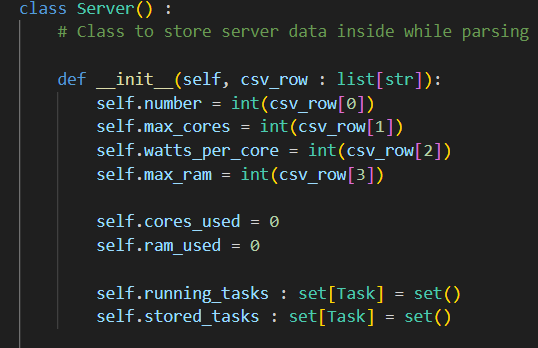 class Server() :
# Class to store server data inside while parsing
def __init__(self, csv_row : list[str]):
self.number = int(csv_row[0])
self.max_cores = int(csv_row[1])
self.watts_per_core = int(csv_row[2])
self.max_ram = int(csv_row[3])
self.cores_used = 0
self.ram_used = 0
self.running_tasks : set[Task] = set()
self.stored_tasks : set[Task] = set()